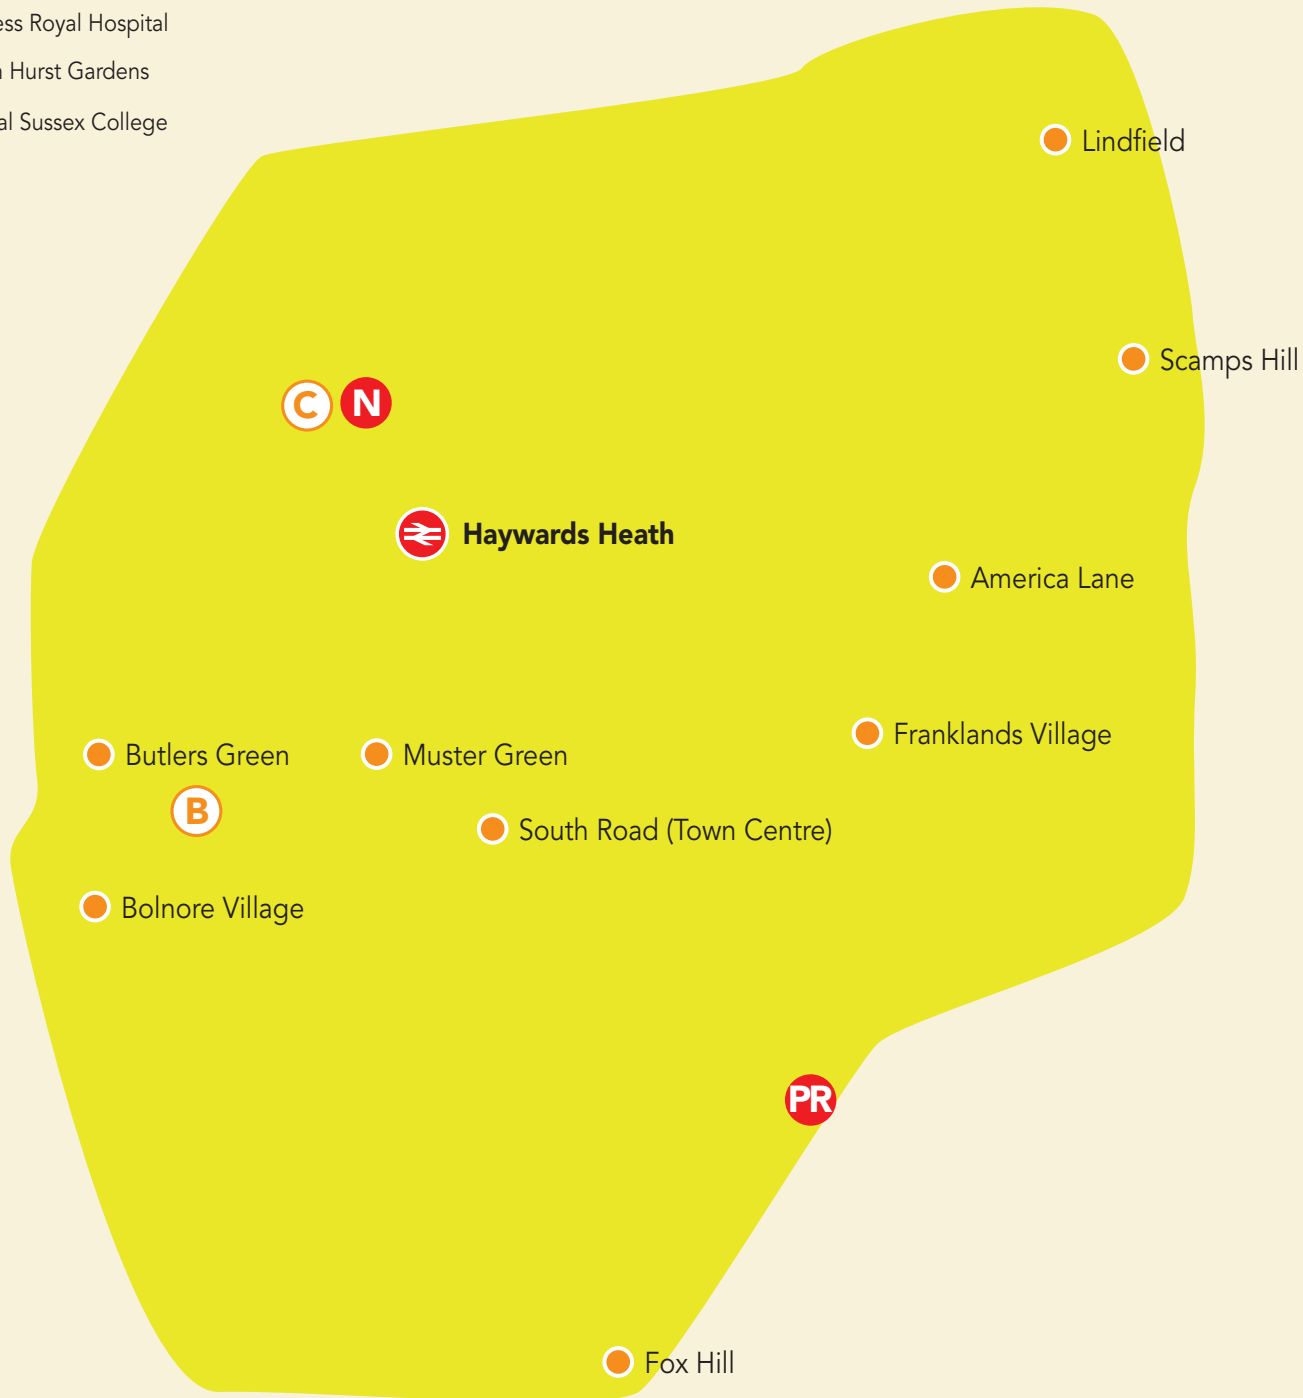 Royal Hospital
Hurst Gardens
Sussex College
Lindfield
Scamps Hill
C N
Haywards Heath
America Lane
Franklands Village
Butlers Green
Muster Green
B
South Road (Town Centre)
Bolnore Village
PR
Fox Hill